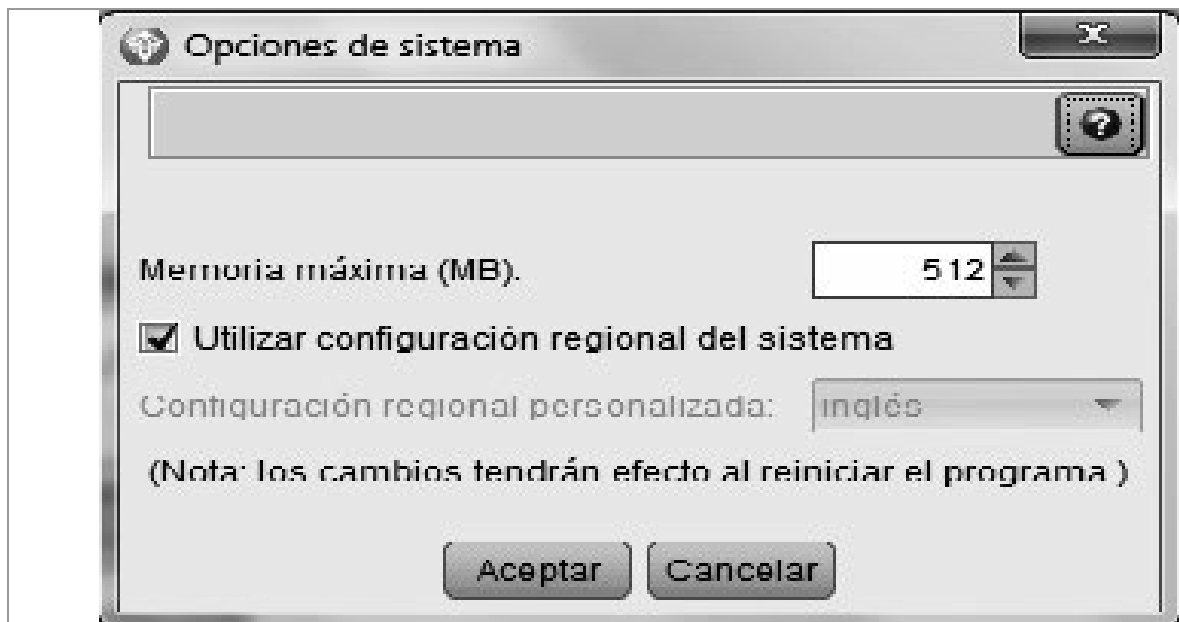 Opciones de sistema
Memoria máxima (MB).
512
Utilizar configuración regional del sistema
Configuración regional personalizada:
inglés
(Nota: los cambios tendrán efecto al reiniciar el programa.)
Aceptar
Cancelar